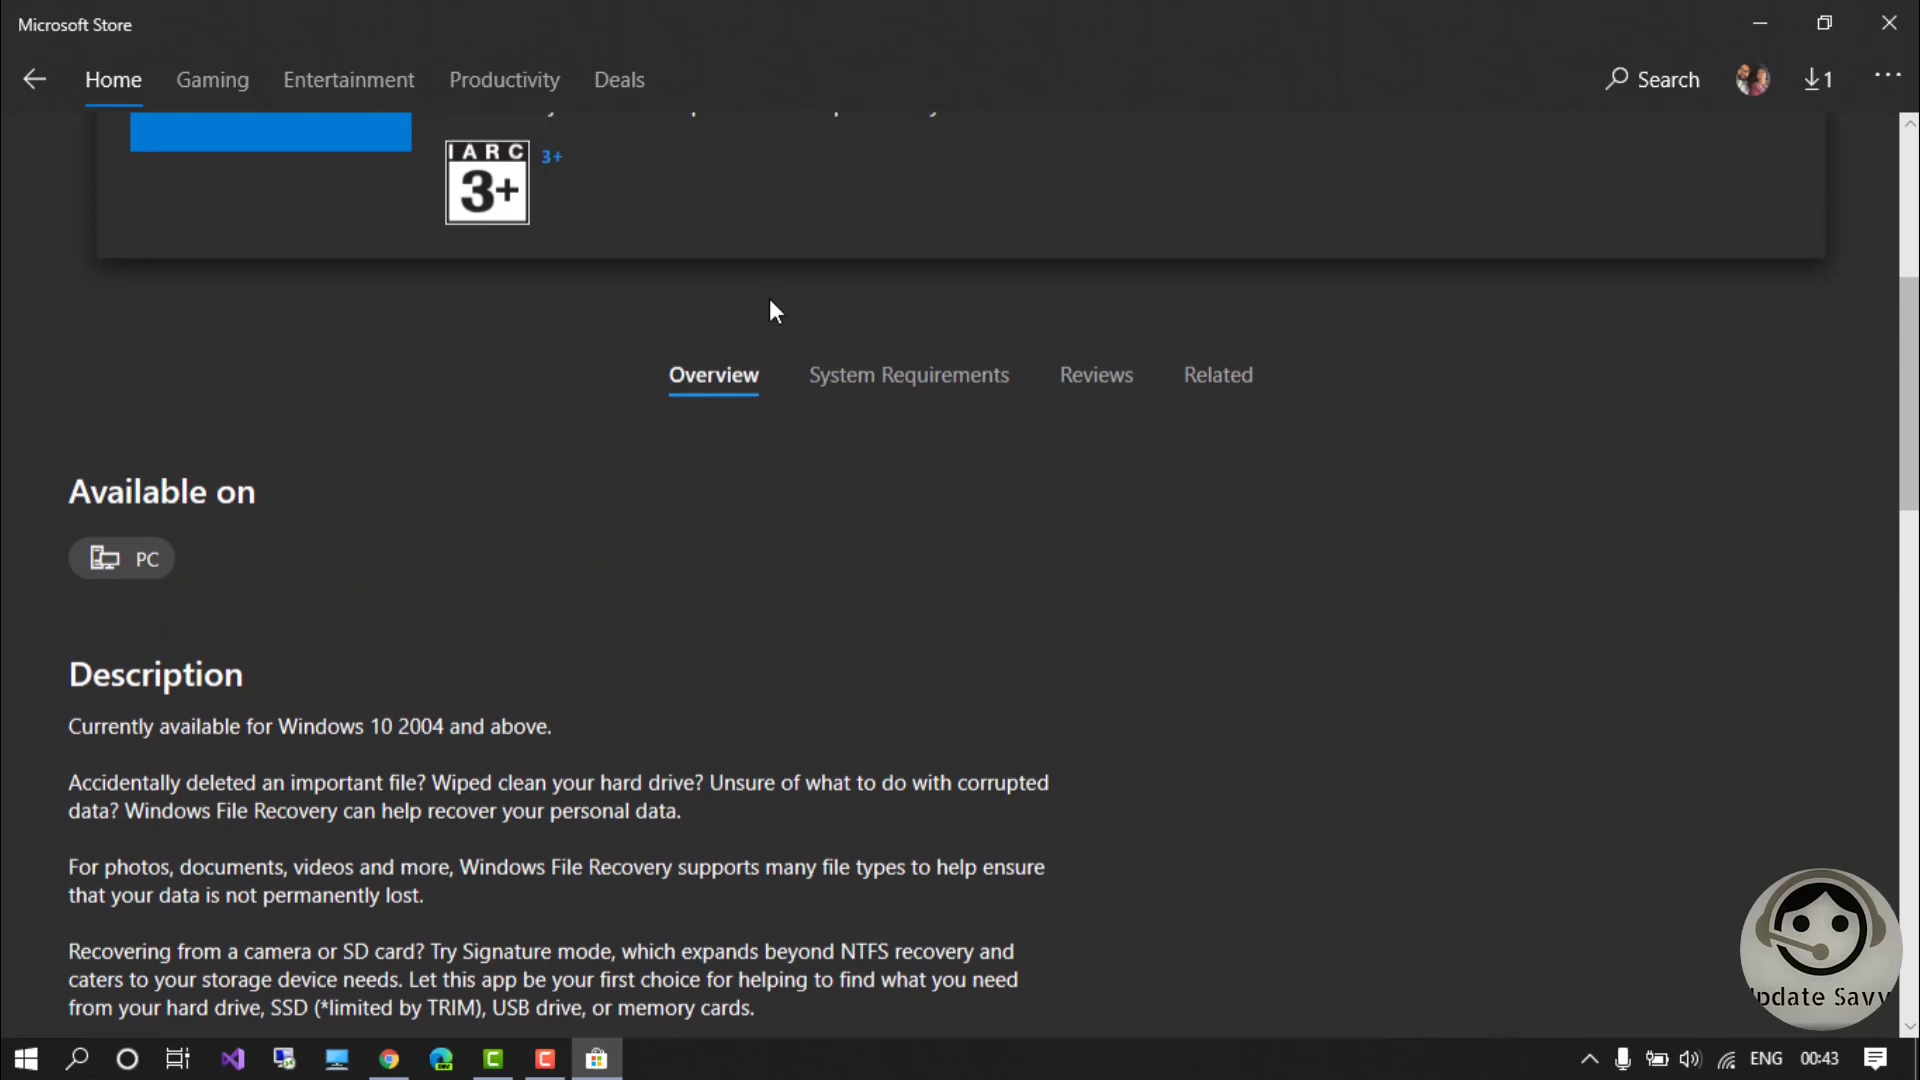 Microsoft Store
Home Gaming Entertainment Productivity Deals Search 1
IARC
3+
3+
Overview System Requirements Reviews Related
Available on
PC
Description
Currently available for Windows 10 2004 and above.
Accidentally deleted an important file? Wiped clean your hard drive? Unsure of what to do with corrupted
data? Windows File Recovery can help recover your personal data.
For photos, documents, videos and more, Windows File Recovery supports many file types to help ensure
that your data is not permanently lost.
Recovering from a camera or SD card? Try Signature mode, which expands beyond NTFS recovery and
caters to your storage device needs. Let this app be your first choice for helping to find what you need
from your hard drive, SSD (*limited by TRIM), USB drive, or memory cards.
Update Savvy
ENG 00:43